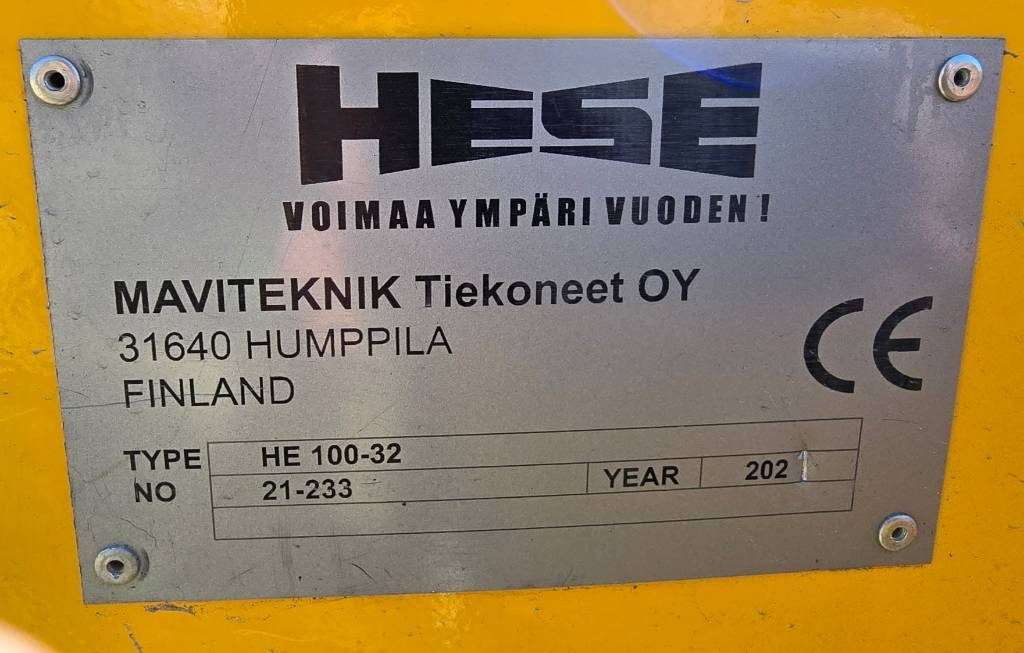 HESE
VOIMAA YMPÄRI VUODEN!
MAVITEKNIK Tiekoneet OY
31640 HUMPPILA
FINLAND
CE
TYPE HE 100-32
NO 21-233 YEAR 2021